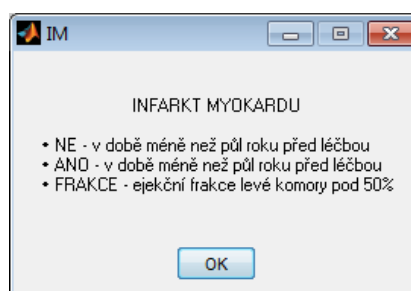 IM
INFARKT MYOKARDU
• NE - v době méně než půl roku před léčbou
• ANO - v době méně než půl roku před léčbou
• FRAKCE - ejekční frakce levé komory pod 50%
OK